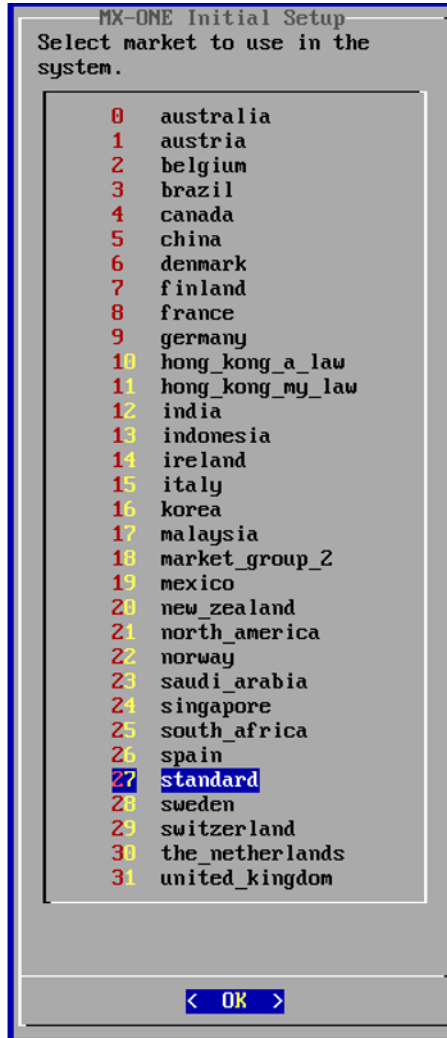 MX-ONE Initial Setup
Select market to use in the
system.
0 australia
1 austria
2 belgium
3 brazil
4 canada
5 china
6 denmark
7 finland
8 france
9 germany
10 hong_kong_a_law
11 hong_kong_my_law
12 india
13 indonesia
14 ireland
15 italy
16 korea
17 malaysia
18 market_group_2
19 mexico
20 new_zealand
21 north_america
22 norway
23 saudi_arabia
24 singapore
25 south_africa
26 spain
27 standard
28 sweden
29 switzerland
30 the_netherlands
31 united_kingdom
< OK >